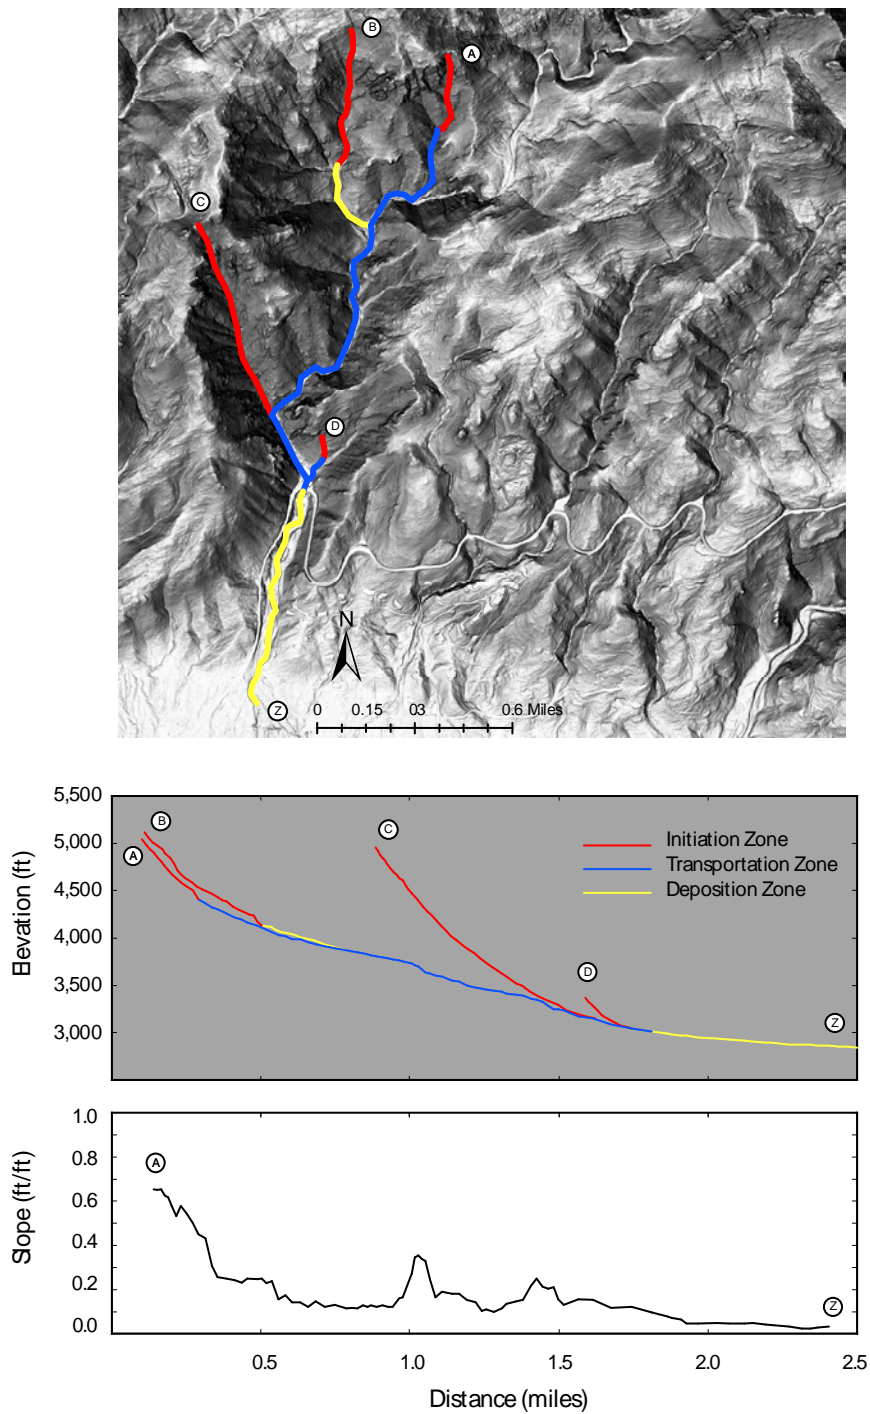 B
A
C
D
N
Z
0 0.15 03 0.6 Miles
5,500
5,000
4,500
4,000
3,500
3,000
Elevation (ft)
B
A
C
D
Z
Initiation Zone
Transportation Zone
Deposition Zone
1.0
0.8
0.6
0.4
0.2
0.0
Slope (ft/ft)
A
Z
0.5 1.0 1.5 2.0 2.5
Distance (miles)